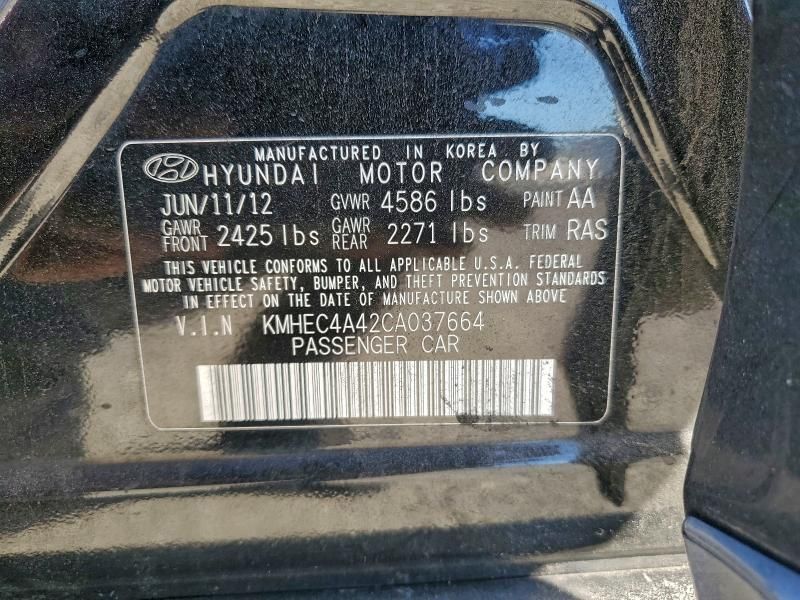 MANUFACTURED IN KOREA BY
HYUNDAI MOTOR COMPANY
JUN/11/12 GVWR 4586 lbs PAINT AA
GAWR FRONT 2425 lbs GAWR REAR 2271 lbs TRIM RAS
THIS VEHICLE CONFORMS TO ALL APPLICABLE U.S.A. FEDERAL
MOTOR VEHICLE SAFETY, BUMPER, AND THEFT PREVENTION STANDARDS
IN EFFECT ON THE DATE OF MANUFACTURE SHOWN ABOVE
V.I.N KMHEC4A42CA037664
PASSENGER CAR